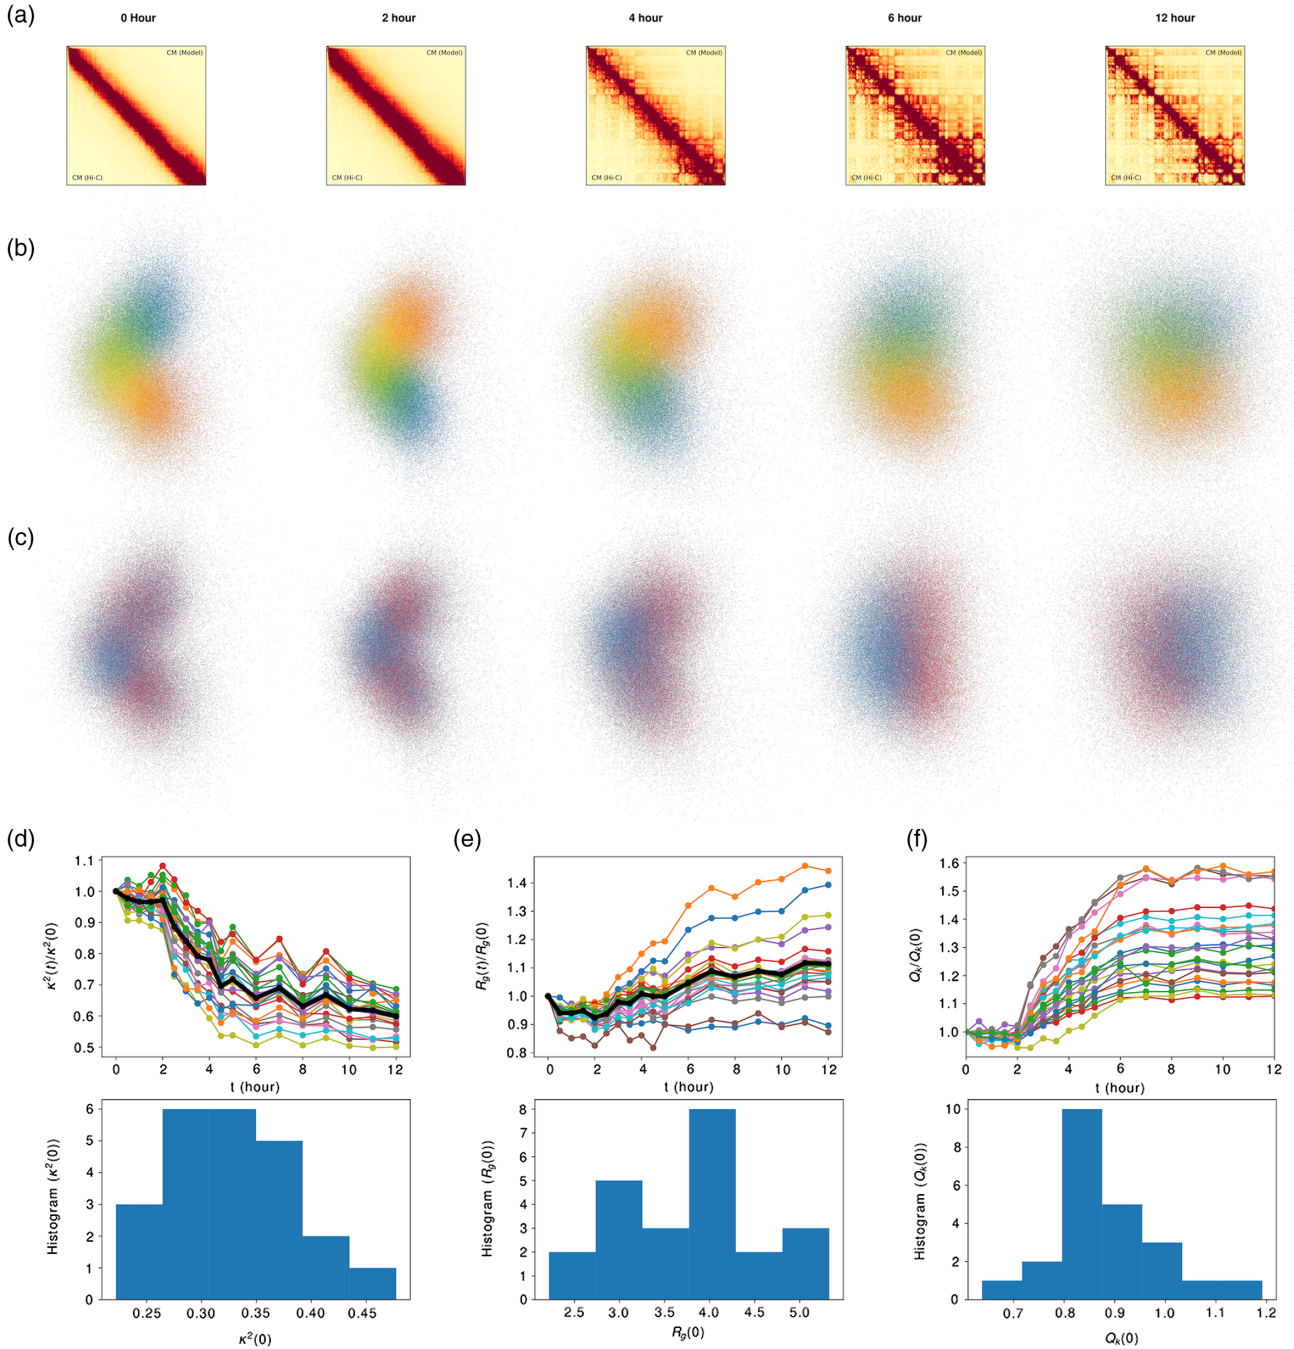 (a)
0 Hour
2 hour
4 hour
6 hour
12 hour
CM (Model)
CM (Model)
CM (Model)
CM (Model)
CM (Model)
CM (Hi-C)
CM (Hi-C)
CM (Hi-C)
CM (Hi-C)
CM (Hi-C)
(b)
(c)
(d)
1.1
1.0
0.9
0.8
0.7
0.6
0.5
κ²(t)/κ²(0)
0 2 4 6 8 10 12
t (hour)
6
5
4
3
2
1
0
Histogram (κ²(0))
0.25 0.30 0.35 0.40 0.45
κ²(0)
(e)
1.4
1.3
1.2
1.1
1.0
0.9
0.8
Rg(t)/Rg(0)
0 2 4 6 8 10 12
t (hour)
8
7
6
5
4
3
2
1
0
Histogram (Rg(0))
2.5 3.0 3.5 4.0 4.5 5.0
Rg(0)
(f)
1.6
1.5
1.4
1.3
1.2
1.1
1.0
Qk/Qk(0)
0 2 4 6 8 10 12
t (hour)
10
8
6
4
2
0
Histogram (Qk(0))
0.7 0.8 0.9 1.0 1.1 1.2
Qk(0)